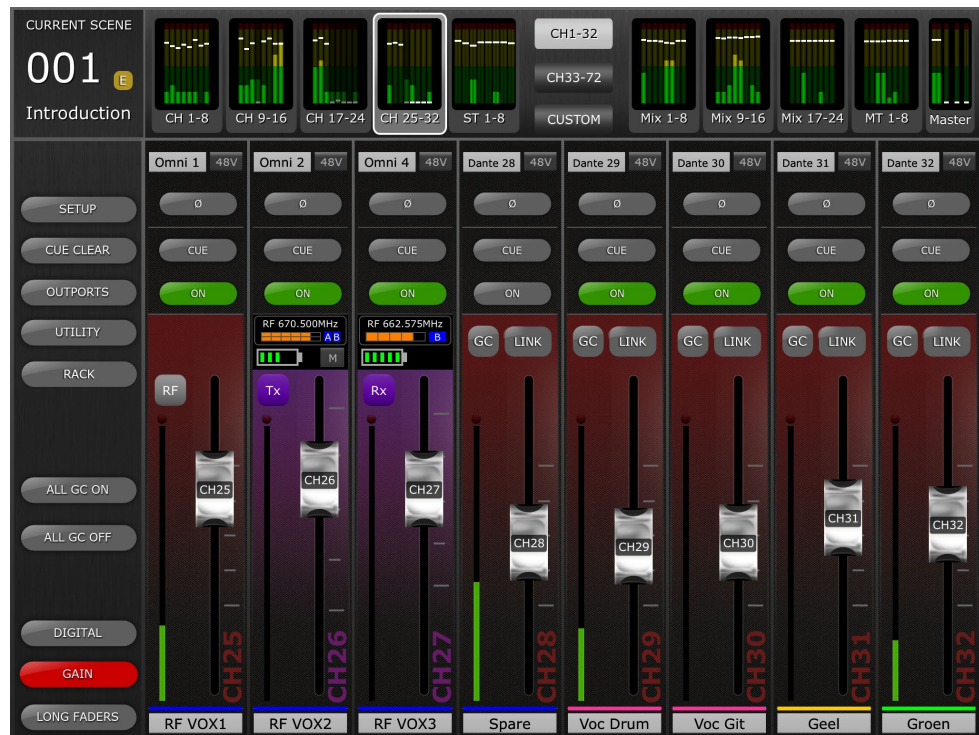 CURRENT SCENE
001 E
Introduction
CH 1-8
CH 9-16
CH 17-24
CH 25-32
ST 1-8
CH1-32
CH33-72
CUSTOM
Mix 1-8
Mix 9-16
Mix 17-24
MT 1-8
Master
SETUP
CUE CLEAR
OUTPORTS
UTILITY
RACK
ALL GC ON
ALL GC OFF
DIGITAL
GAIN
LONG FADERS
Omni 1 48V
Ø
CUE
ON
RF
CH25
CH25
RF VOX1
Omni 2 48V
Ø
CUE
ON
RF 670.500MHz
A B
M
Tx
CH26
CH26
RF VOX2
Omni 4 48V
Ø
CUE
ON
RF 662.575MHz
B
Rx
CH27
CH27
RF VOX3
Dante 28 48V
Ø
CUE
ON
GC LINK
CH28
CH28
Spare
Dante 29 48V
Ø
CUE
ON
GC LINK
CH29
CH29
Voc Drum
Dante 30 48V
Ø
CUE
ON
GC LINK
CH30
CH30
Voc Git
Dante 31 48V
Ø
CUE
ON
GC LINK
CH31
CH31
Geel
Dante 32 48V
Ø
CUE
ON
GC LINK
CH32
CH32
Groen